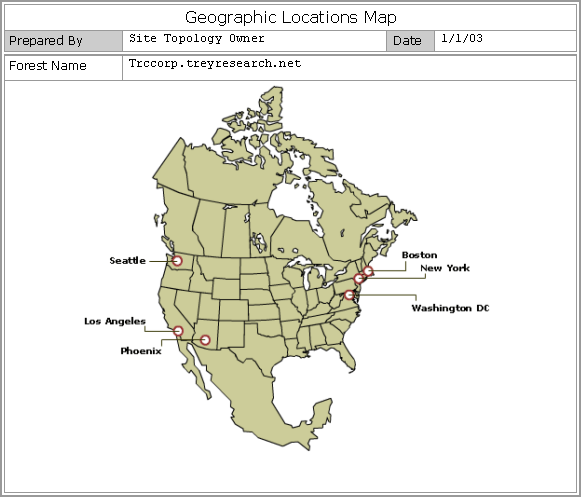 Geographic Locations Map
Prepared By Site Topology Owner Date 1/1/03
Forest Name Trccorp.treyresearch.net
Boston
Seattle
New York
Washington DC
Los Angeles
Phoenix